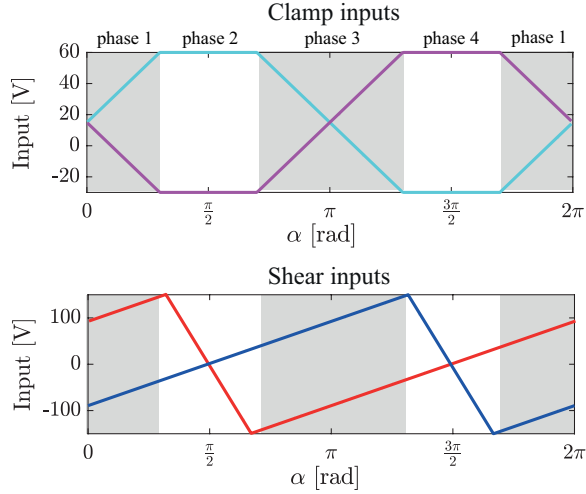 Clamp inputs
phase 1 phase 2 phase 3 phase 4 phase 1
Input [V]
60
20
0
-20
0 π/2 π 3π/2 2π
α [rad]
Shear inputs
Input [V]
100
0
-100
0 π/2 π 3π/2 2π
α [rad]